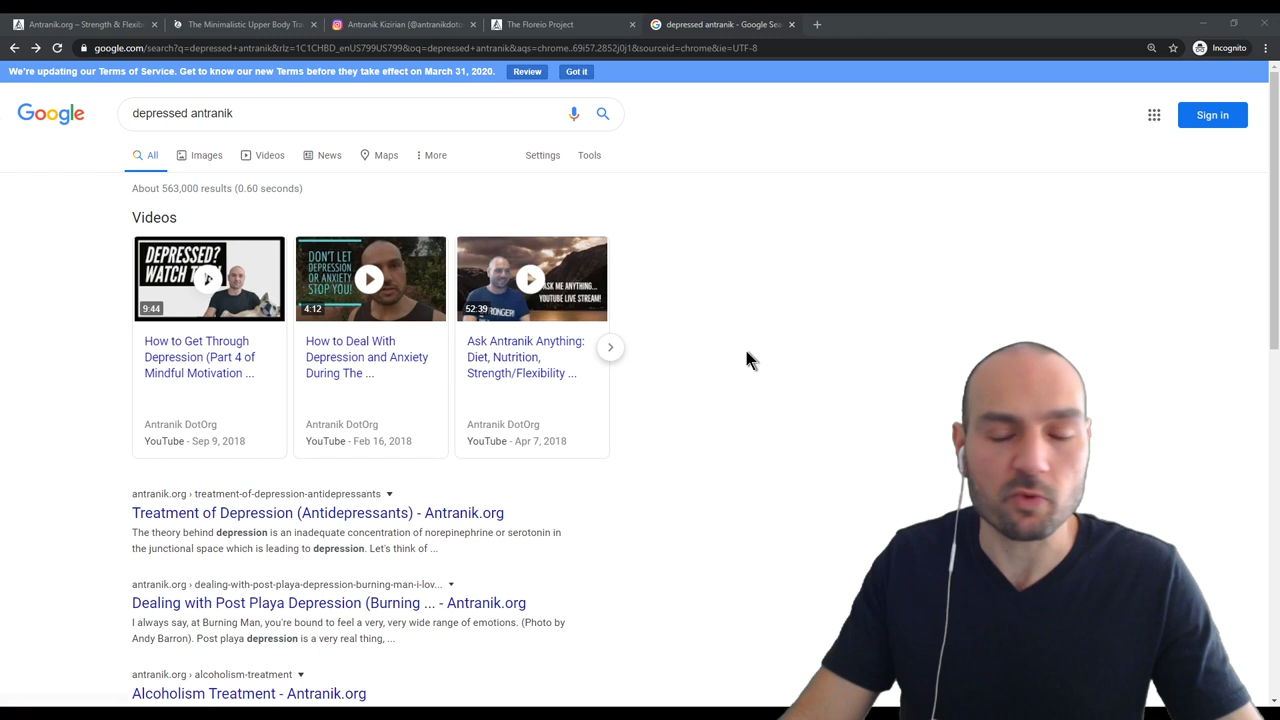 Antranik.org – Strength & Flexib
The Minimalistic Upper Body Tra
Antranik Kizirian (@antranikdoto
The Floreio Project
depressed antranik - Google Sea
google.com/search?q=depressed+antranik&rlz=1C1CHBD_enUS799US799&oq=depressed+antranik&aqs=chrome..69i57.2852j0j1&sourceid=chrome&ie=UTF-8
Incognito
We're updating our Terms of Service. Get to know our new Terms before they take effect on March 31, 2020.
Review
Got it
Google
depressed antranik
Sign in
All
Images
Videos
News
Maps
More
Settings
Tools
About 563,000 results (0.60 seconds)
Videos
DEPRESSED?
WATCH
9:44
DON'T LET
DEPRESSION
OR ANXIETY
STOP YOU!
4:12
ASK ME ANYTHING...
YOUTUBE LIVE STREAM!
52:39
How to Get Through
Depression (Part 4 of
Mindful Motivation ...
Antranik DotOrg
YouTube - Sep 9, 2018
How to Deal With
Depression and Anxiety
During The ...
Antranik DotOrg
YouTube - Feb 16, 2018
Ask Antranik Anything:
Diet, Nutrition,
Strength/Flexibility ...
Antranik DotOrg
YouTube - Apr 7, 2018
antranik.org › treatment-of-depression-antidepressants
Treatment of Depression (Antidepressants) - Antranik.org
The theory behind depression is an inadequate concentration of norepinephrine or serotonin in
the junctional space which is leading to depression. Let's think of ...
antranik.org › dealing-with-post-playa-depression-burning-man-i-lov...
Dealing with Post Playa Depression (Burning ... - Antranik.org
I always say, at Burning Man, you're bound to feel a very, very wide range of emotions. (Photo by
Andy Barron). Post playa depression is a very real thing, ...
antranik.org › alcoholism-treatment
Alcoholism Treatment - Antranik.org